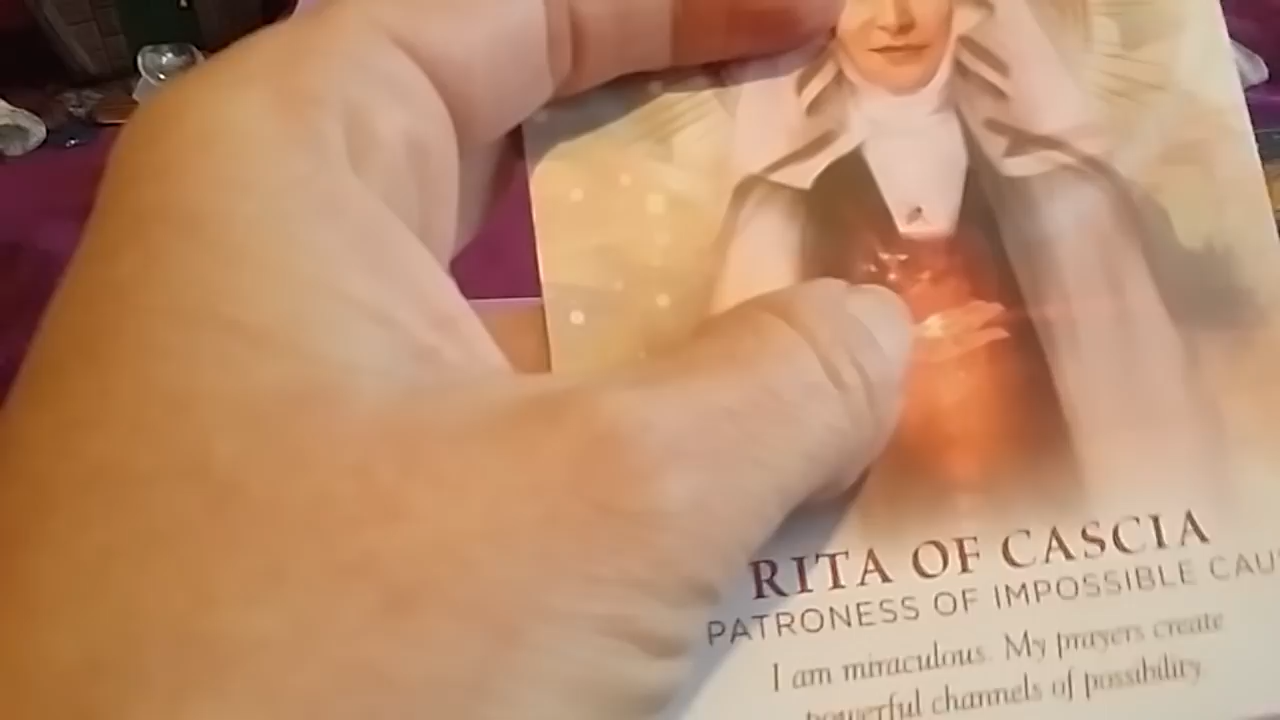 RITA OF CASCIA
PATRONESS OF IMPOSSIBLE CAU
I am miraculous. My prayers create
powerful channels of possibility